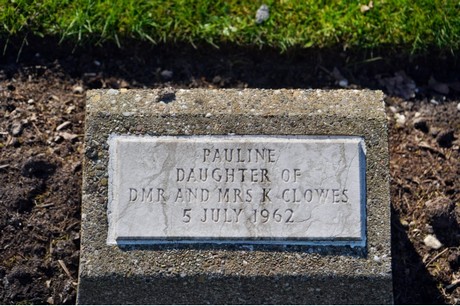 PAULINE
DAUGHTER OF
DMR AND MRS K CLOWES
5 JULY 1962